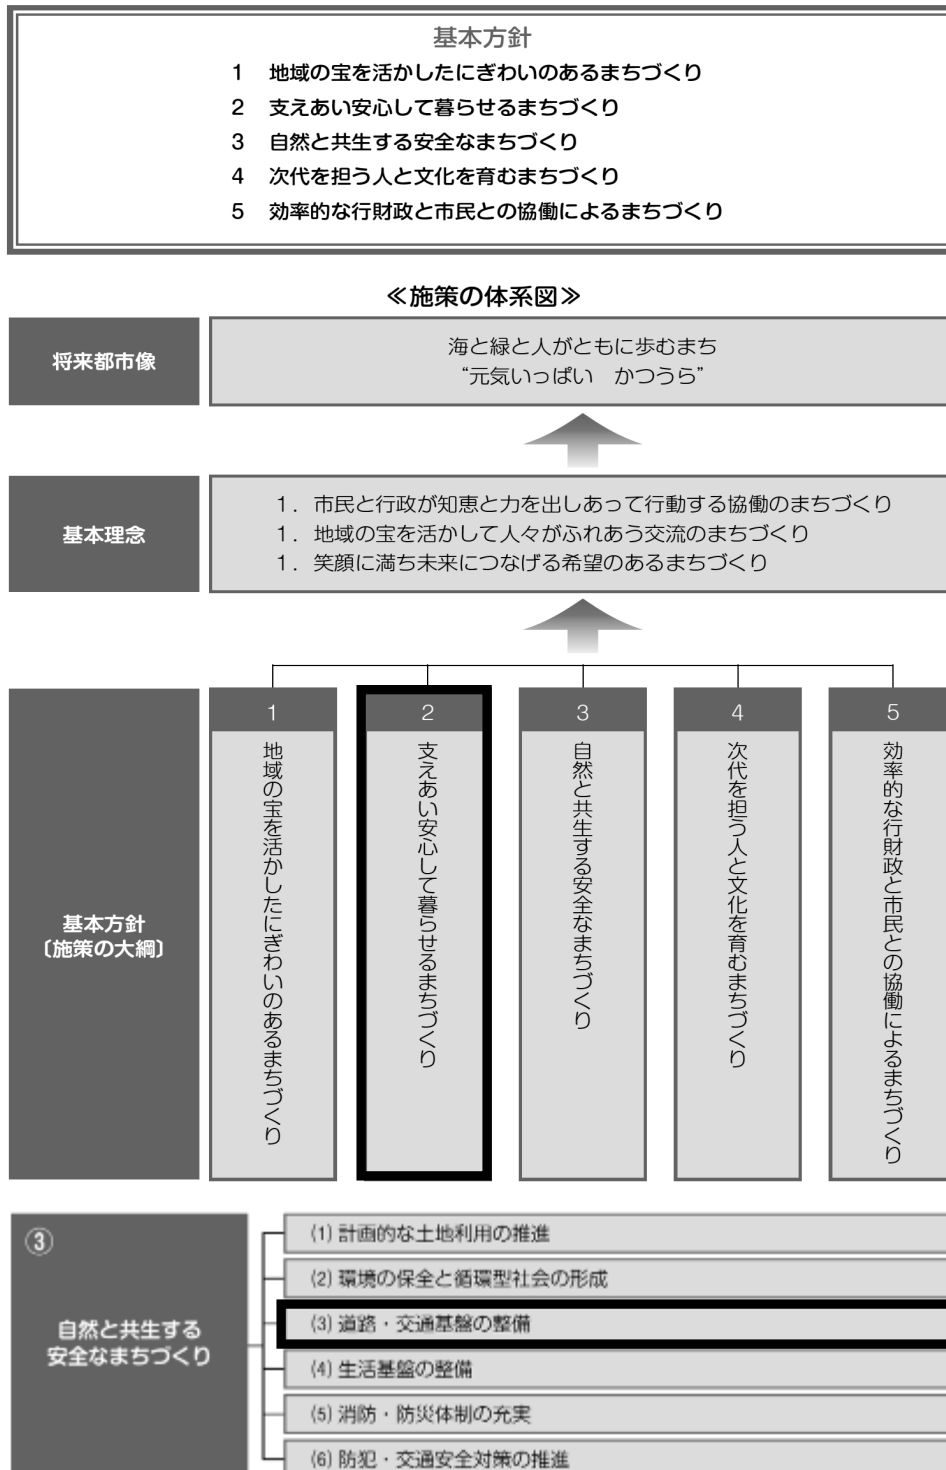 基本方針
1 地域の宝を活かしたにぎわいのあるまちづくり
2 支えあい安心して暮らせるまちづくり
3 自然と共生する安全なまちづくり
4 次代を担う人と文化を育むまちづくり
5 効率的な行財政と市民との協働によるまちづくり
≪施策の体系図≫
将来都市像
海と緑と人がともに歩むまち
“元気いっぱい　かつうら”
基本理念
1．市民と行政が知恵と力を出しあって行動する協働のまちづくり
1．地域の宝を活かして人々がふれあう交流のまちづくり
1．笑顔に満ち未来につなげる希望のあるまちづくり
基本方針
〔施策の大綱〕
1
地域の宝を活かしたにぎわいのあるまちづくり
2
支えあい安心して暮らせるまちづくり
3
自然と共生する安全なまちづくり
4
次代を担う人と文化を育むまちづくり
5
効率的な行財政と市民との協働によるまちづくり
③
自然と共生する
安全なまちづくり
(1) 計画的な土地利用の推進
(2) 環境の保全と循環型社会の形成
(3) 道路・交通基盤の整備
(4) 生活基盤の整備
(5) 消防・防災体制の充実
(6) 防犯・交通安全対策の推進